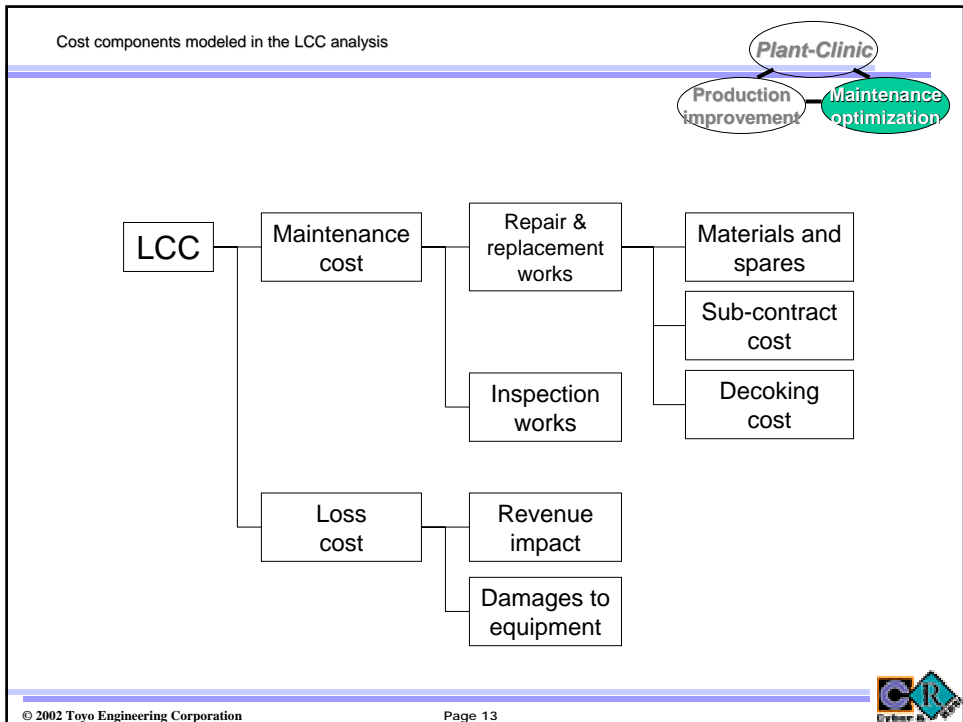 Cost components modeled in the LCC analysis
Plant-Clinic
Production
improvement
Maintenance
optimization
LCC
Maintenance
cost
Repair &
replacement
works
Materials and
spares
Sub-contract
cost
Decoking
cost
Inspection
works
Loss
cost
Revenue
impact
Damages to
equipment
© 2002 Toyo Engineering Corporation
Page 13
C R